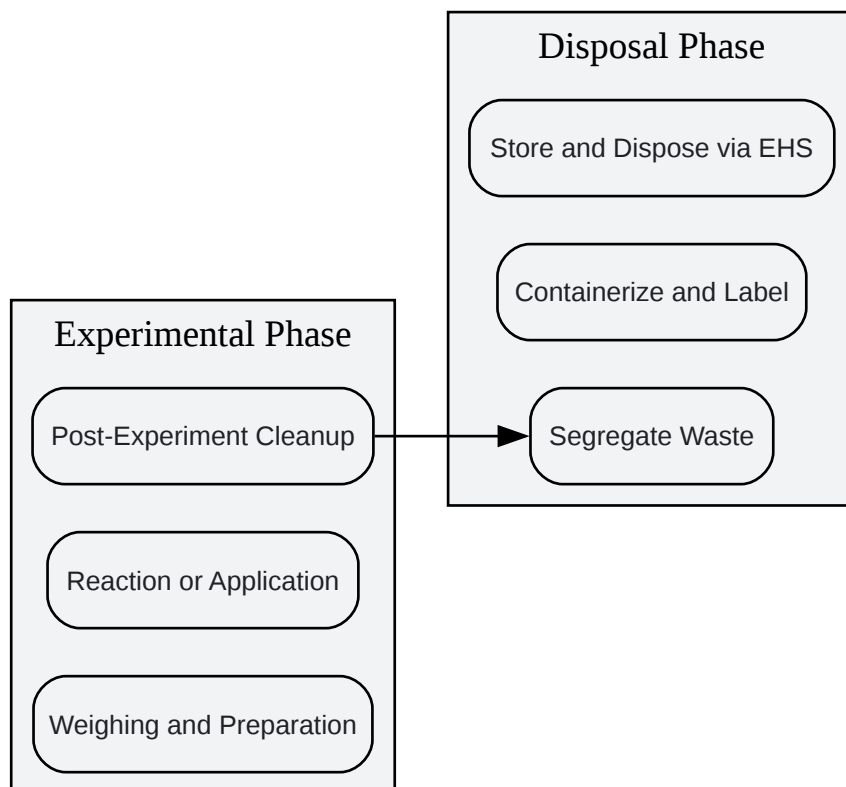 Disposal Phase
Store and Dispose via EHS
Containerize and Label
Segregate Waste
Experimental Phase
Post-Experiment Cleanup
Reaction or Application
Weighing and Preparation